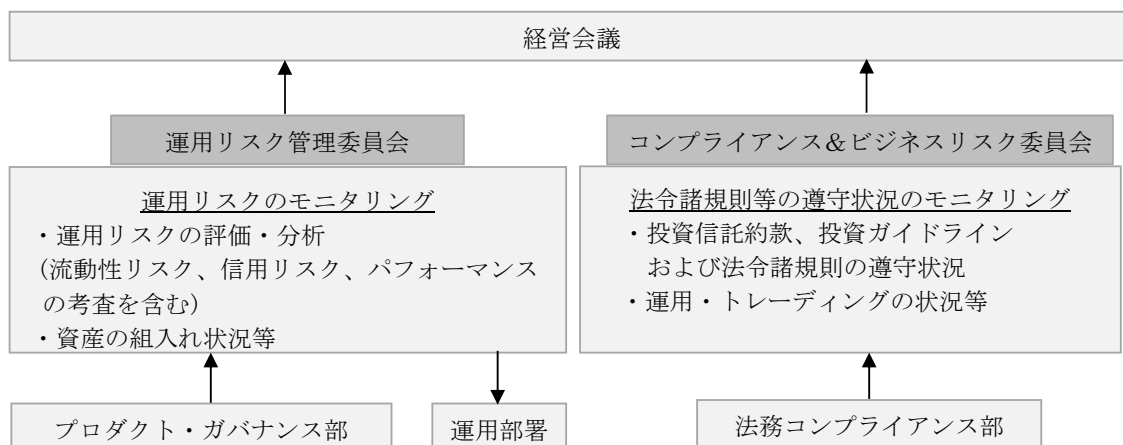 経営会議
運用リスク管理委員会
運用リスクのモニタリング
・運用リスクの評価・分析
（流動性リスク、信用リスク、パフォーマンス
の考査を含む）
・資産の組入れ状況等
プロダクト・ガバナンス部
運用部署
コンプライアンス＆ビジネスリスク委員会
法令諸規則等の遵守状況のモニタリング
・投資信託約款、投資ガイドライン
および法令諸規則の遵守状況
・運用・トレーディングの状況等
法務コンプライアンス部